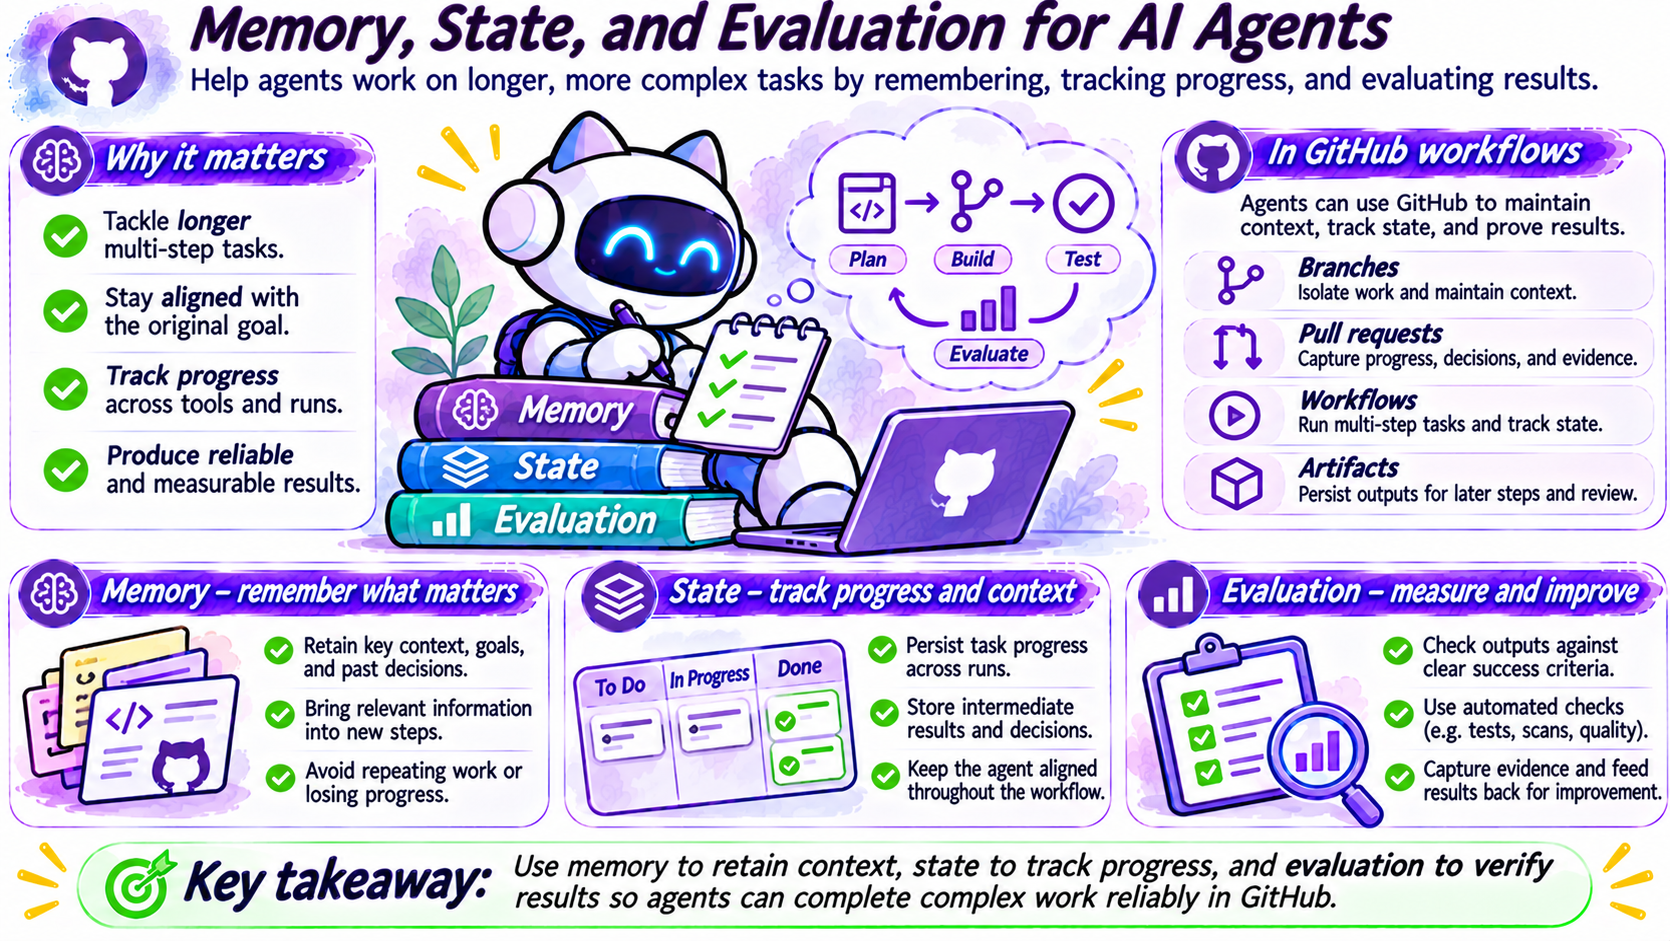 Memory, State, and Evaluation for AI Agents
Help agents work on longer, more complex tasks by remembering, tracking progress, and evaluating results.
Why it matters
Tackle longer
multi-step tasks.
Stay aligned with
the original goal.
Track progress
across tools and runs.
Produce reliable
and measurable results.
</>
Plan
Build
Test
Evaluate
Memory
State
Evaluation
In GitHub workflows
Agents can use GitHub to maintain
context, track state, and prove results.
Branches
Isolate work and maintain context.
Pull requests
Capture progress, decisions, and evidence.
Workflows
Run multi-step tasks and track state.
Artifacts
Persist outputs for later steps and review.
Memory – remember what matters
</>
Retain key context, goals,
and past decisions.
Bring relevant information
into new steps.
Avoid repeating work or
losing progress.
State – track progress and context
To Do
In Progress
Done
Persist task progress
across runs.
Store intermediate
results and decisions.
Keep the agent aligned
throughout the workflow.
Evaluation – measure and improve
Check outputs against
clear success criteria.
Use automated checks
(e.g. tests, scans, quality).
Capture evidence and feed
results back for improvement.
Key takeaway:
Use memory to retain context, state to track progress, and evaluation to verify
results so agents can complete complex work reliably in GitHub.